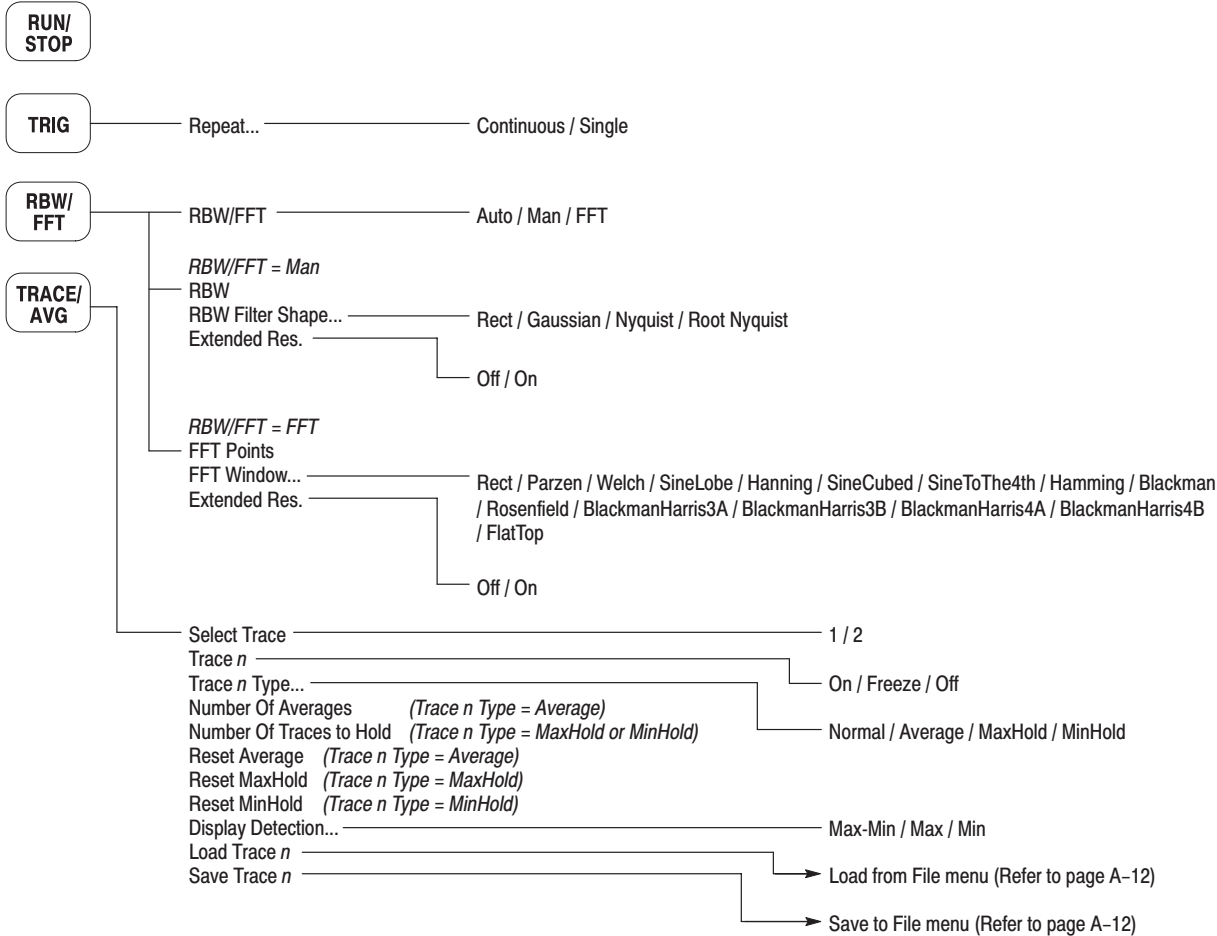 RUN/
STOP
TRIG
Repeat...
Continuous / Single
RBW/
FFT
RBW/FFT
Auto / Man / FFT
RBW/FFT = Man
RBW
RBW Filter Shape...
Rect / Gaussian / Nyquist / Root Nyquist
Extended Res.
Off / On
RBW/FFT = FFT
FFT Points
FFT Window...
Rect / Parzen / Welch / SineLobe / Hanning / SineCubed / SineToThe4th / Hamming / Blackman
/ Rosenfield / BlackmanHarris3A / BlackmanHarris3B / BlackmanHarris4A / BlackmanHarris4B
/ FlatTop
Extended Res.
Off / On
TRACE/
AVG
Select Trace
1 / 2
Trace n
On / Freeze / Off
Trace n Type...
Normal / Average / MaxHold / MinHold
Number Of Averages (Trace n Type = Average)
Number Of Traces to Hold (Trace n Type = MaxHold or MinHold)
Reset Average (Trace n Type = Average)
Reset MaxHold (Trace n Type = MaxHold)
Reset MinHold (Trace n Type = MinHold)
Display Detection...
Max-Min / Max / Min
Load Trace n
Load from File menu (Refer to page A–12)
Save Trace n
Save to File menu (Refer to page A–12)